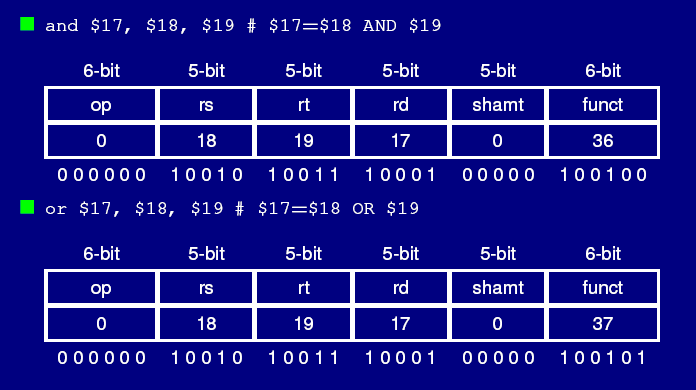 and $17, $18, $19 # $17=$18 AND $19
6-bit 5-bit 5-bit 5-bit 5-bit 6-bit
op rs rt rd shamt funct
0 18 19 17 0 36
000000 10010 10011 10001 00000 100100
or $17, $18, $19 # $17=$18 OR $19
6-bit 5-bit 5-bit 5-bit 5-bit 6-bit
op rs rt rd shamt funct
0 18 19 17 0 37
000000 10010 10011 10001 00000 100101